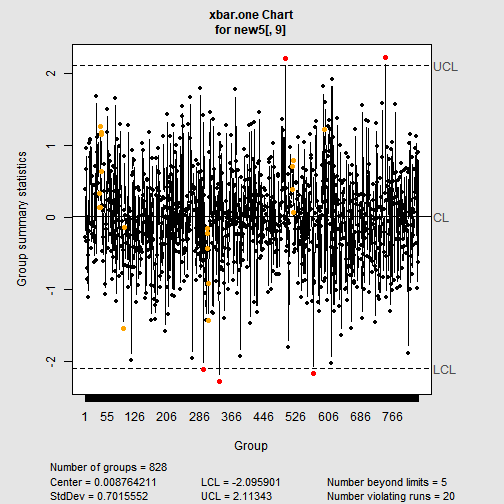 xbar.one Chart
for new5[, 9]
Group summary statistics
2
1
0
-1
-2
UCL
CL
LCL
1 55 126 206 286 366 446 526 606 686 766
Group
Number of groups = 828
Center = 0.008764211 LCL = -2.095901 Number beyond limits = 5
StdDev = 0.7015552 UCL = 2.11343 Number violating runs = 20